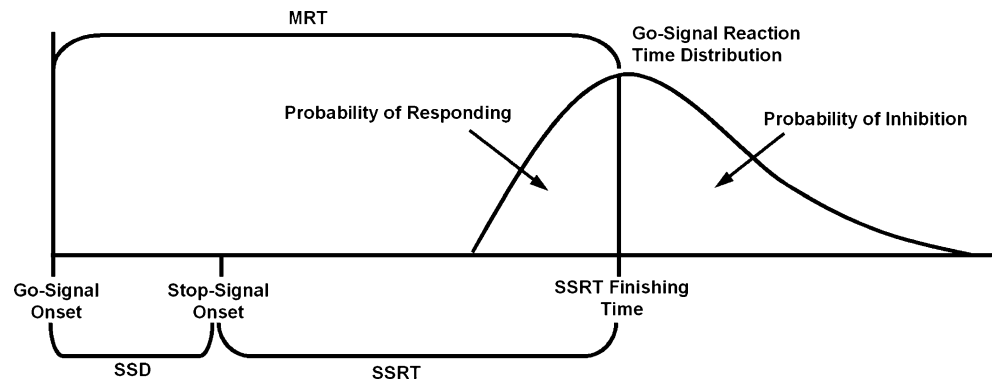 MRT
Go-Signal Reaction
Time Distribution
Probability of Responding
Probability of Inhibition
Go-Signal
Onset
Stop-Signal
Onset
SSRT Finishing
Time
SSD
SSRT